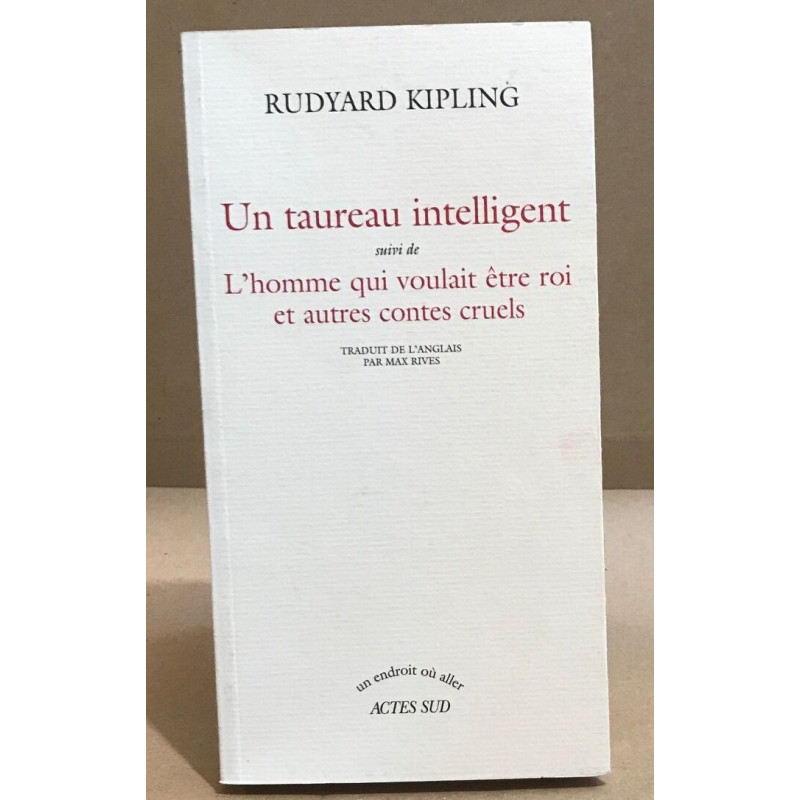 RUDYARD KIPLING
Un taureau intelligent
suivi de
L'homme qui voulait être roi
et autres contes cruels
TRADUIT DE L'ANGLAIS
PAR MAX RIVES
un endroit où aller
ACTES SUD